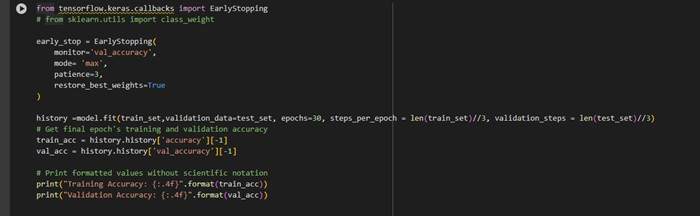 from tensorflow.keras.callbacks import EarlyStopping
# from sklearn.utils import class_weight
early_stop = EarlyStopping(
monitor='val_accuracy',
mode= 'max',
patience=3,
restore_best_weights=True
)
history =model.fit(train_set,validation_data=test_set, epochs=30, steps_per_epoch = len(train_set)//3, validation_steps = len(test_set)//3)
# Get final epoch's training and validation accuracy
train_acc = history.history['accuracy'][-1]
val_acc = history.history['val_accuracy'][-1]
# Print formatted values without scientific notation
print("Training Accuracy: {:.4f}".format(train_acc))
print("Validation Accuracy: {:.4f}".format(val_acc))